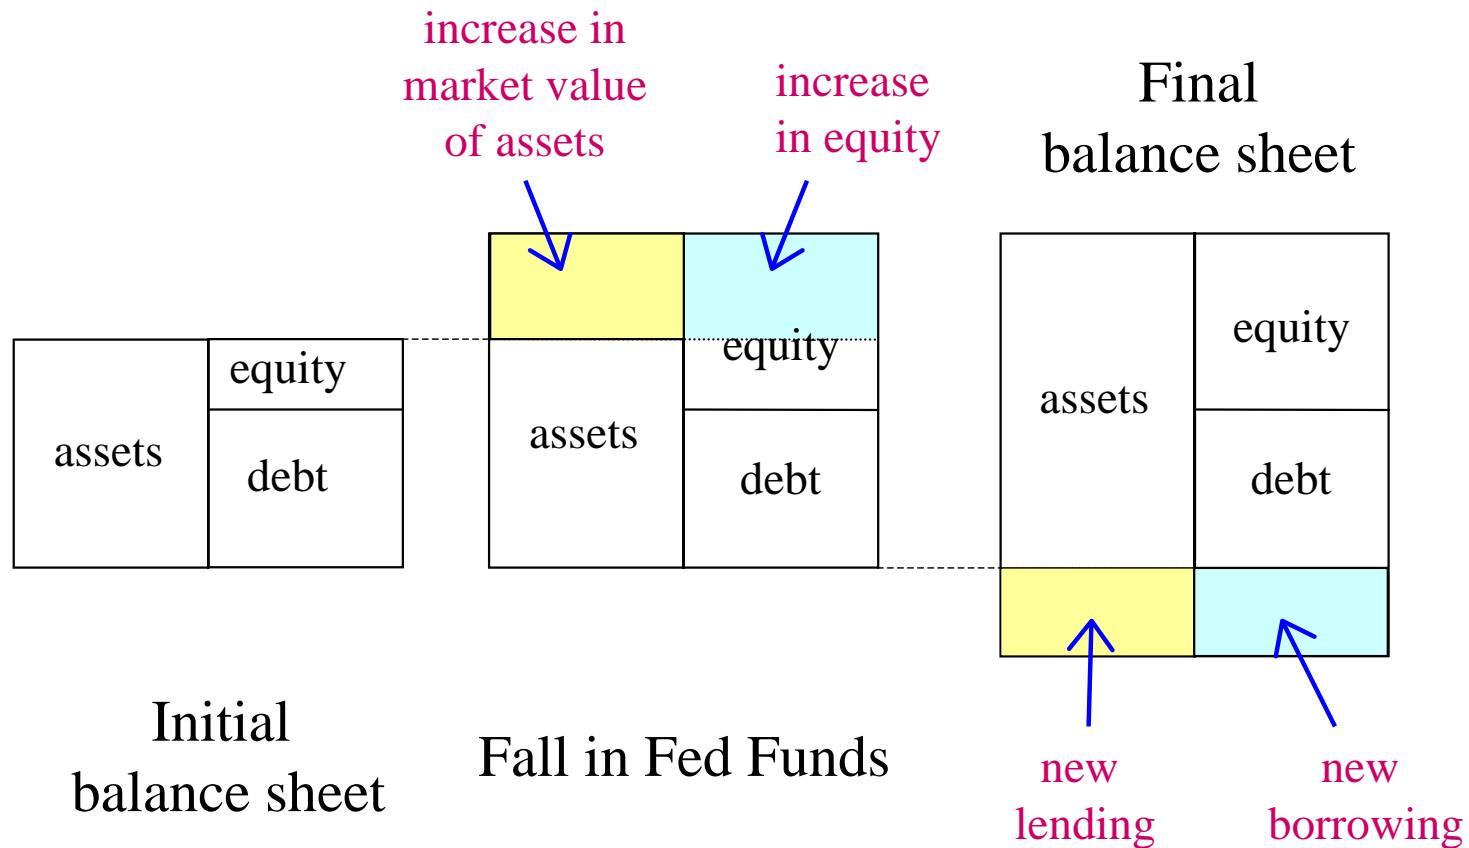 increase in
market value
of assets
increase
in equity
Final
balance sheet
equity
assets
debt
equity
assets
debt
equity
assets
debt
Initial
balance sheet
Fall in Fed Funds
new
lending
new
borrowing